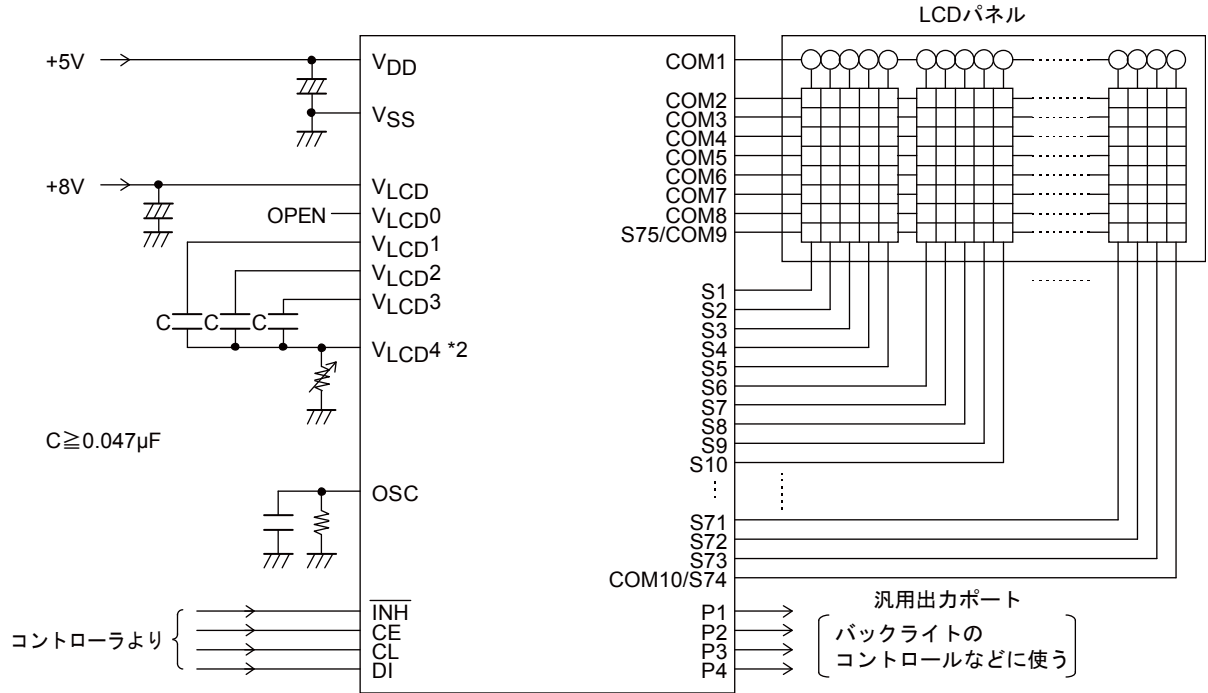 LCDパネル
+5V
VDD
VSS
+8V
VLCD
OPEN
VLCD0
VLCD1
VLCD2
VLCD3
C
C
C
VLCD4 *2
C≧0.047µF
OSC
コントローラより
INH
CE
CL
DI
COM1
COM2
COM3
COM4
COM5
COM6
COM7
COM8
S75/COM9
S1
S2
S3
S4
S5
S6
S7
S8
S9
S10
S71
S72
S73
COM10/S74
P1
P2
P3
P4
汎用出力ポート
バックライトの
コントロールなどに使う